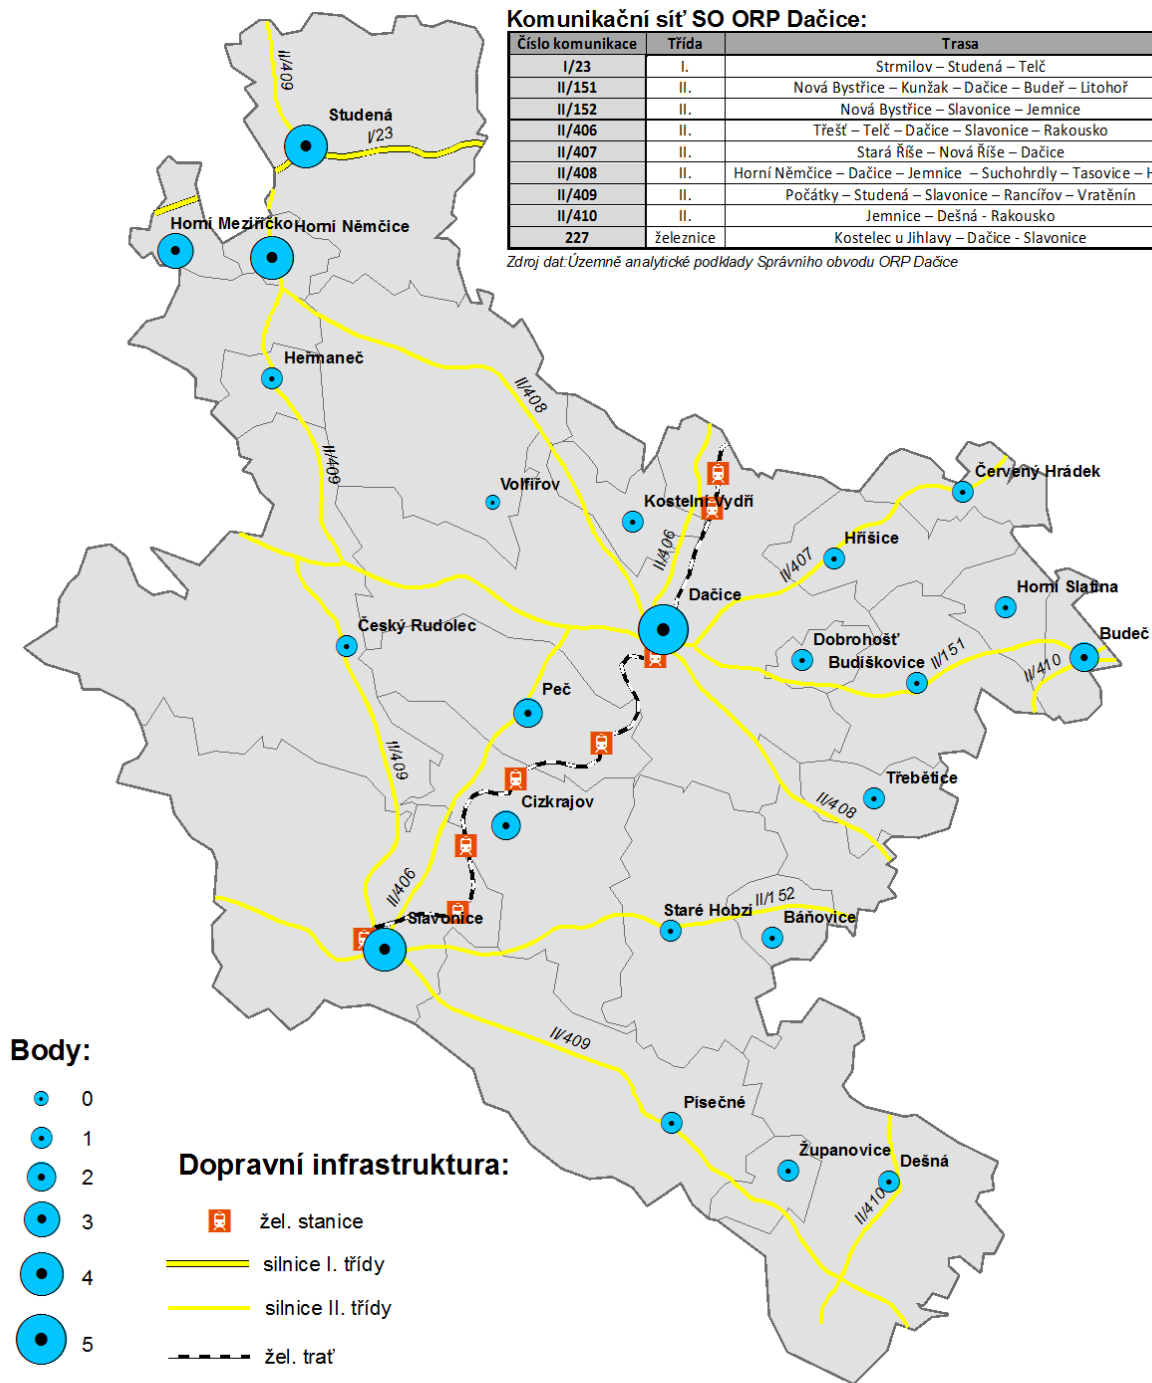 Komunikační síť SO ORP Dačice:
Číslo komunikace Třída Trasa
I/23 I. Strmilov – Studená – Telč
II/151 II. Nová Bystřice – Kunžak – Dačice – Budeř – Litohoř
II/152 II. Nová Bystřice – Slavonice – Jemnice
II/406 II. Třešť – Telč – Dačice – Slavonice – Rakousko
II/407 II. Stará Říše – Nová Říše – Dačice
II/408 II. Horní Němčice – Dačice – Jemnice – Suchohrdly – Tasovice – H
II/409 II. Počátky – Studená – Slavonice – Rancířov – Vratěnín
II/410 II. Jemnice – Dešná - Rakousko
227 železnice Kostelec u Jihlavy – Dačice - Slavonice
Zdroj dat:Územně analytické podklady Správního obvodu ORP Dačice
II/409
Studená
I/23
Horní Meziříčko
Horní Němčice
Heřmaneč
II/408
II/409
Volfířov
Kostelní Vydří
Červený Hrádek
II/406
Hříšice
II/407
Dačice
Horní Slatina
Český Rudolec
Dobrohošť
Budeč
Budíškovice
II/151
II/410
Peč
II/409
Cizkrajov
Třebětice
II/408
II/406
II/152
Slavonice
Staré Hobzí
Báňovice
II/409
Písečné
Županovice
Dešná
II/410
Body:
0
1
2
3
4
5
Dopravní infrastruktura:
žel. stanice
silnice I. třídy
silnice II. třídy
žel. trať